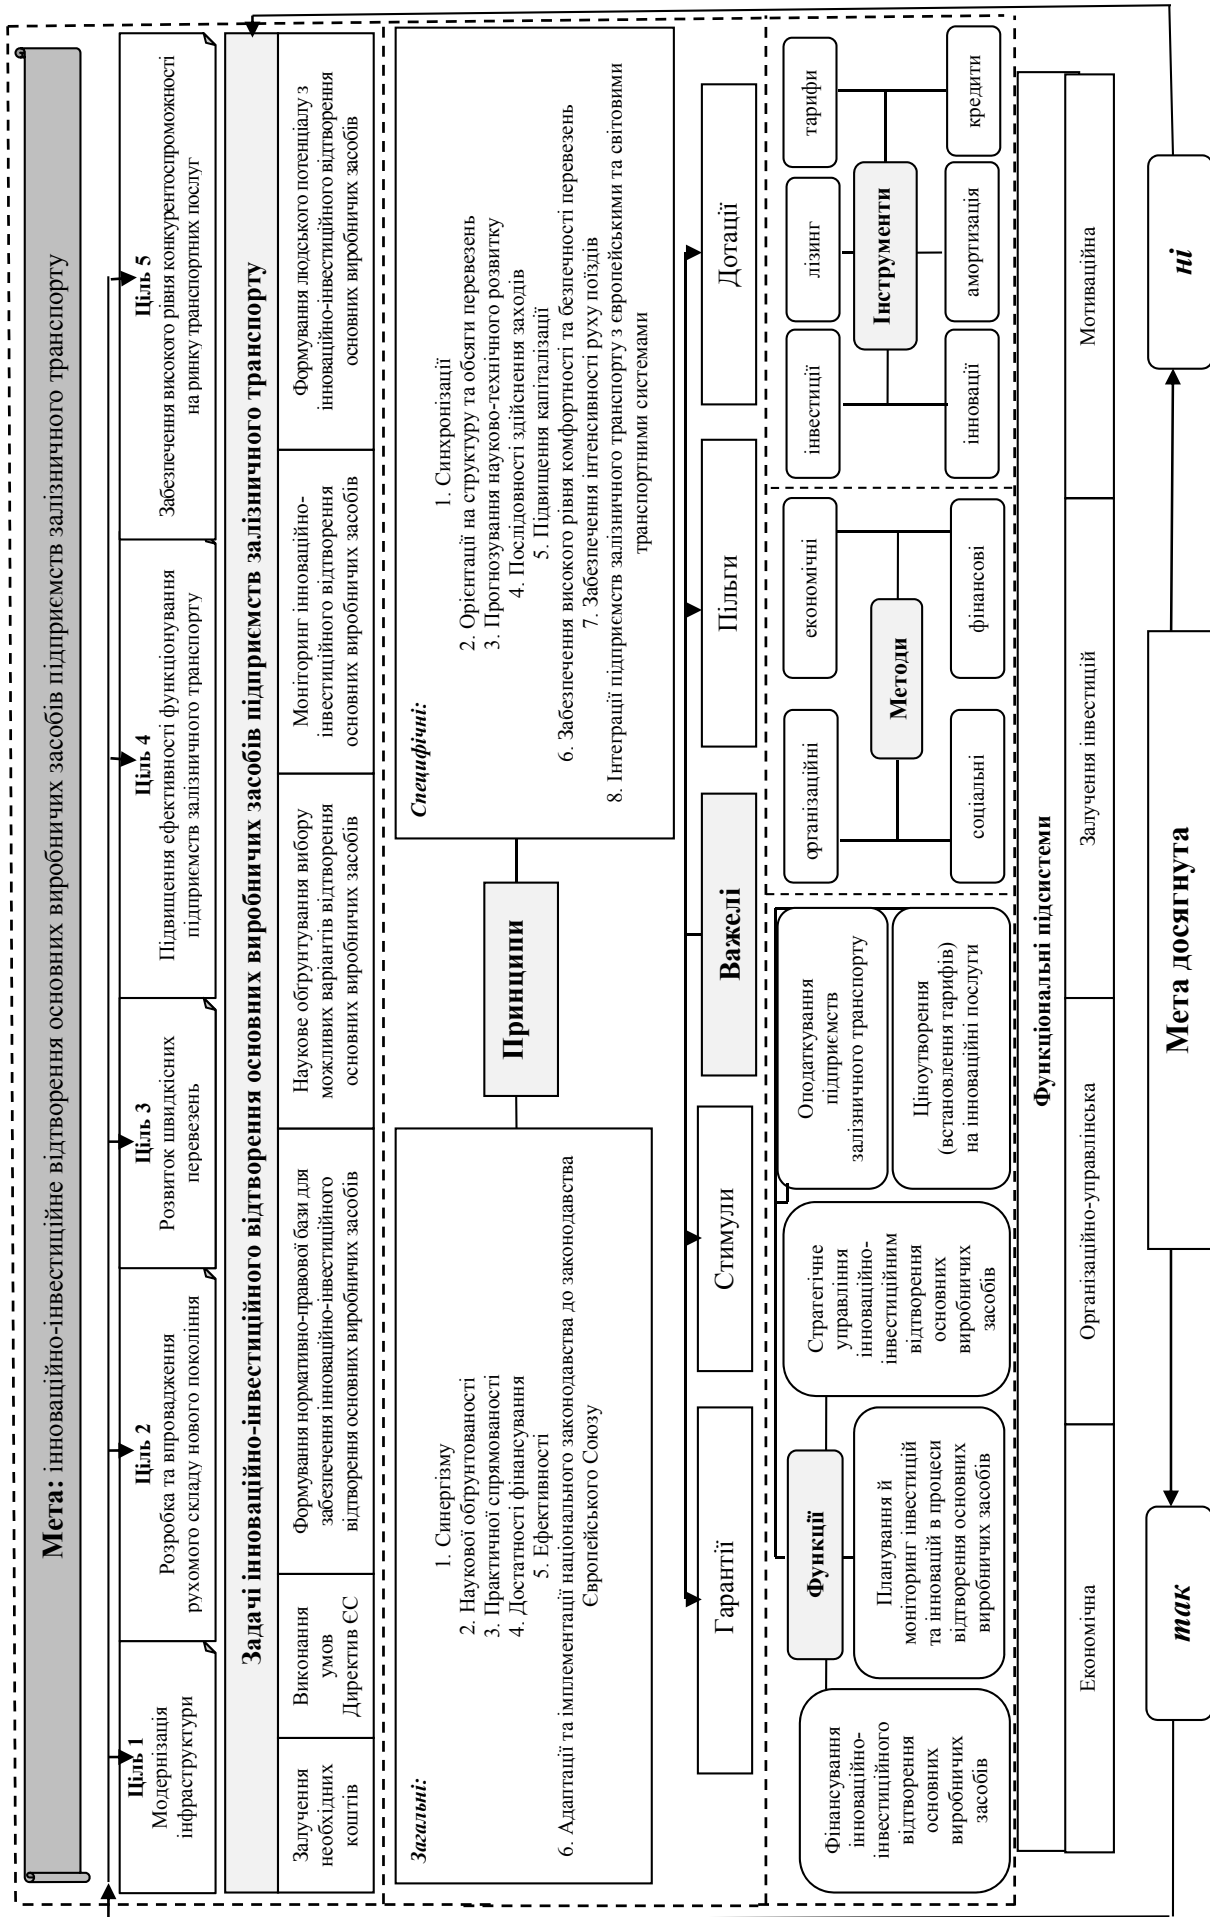 Мета: інноваційно-інвестиційне відтворення основних виробничих засобів підприємств залізничного транспорту
Ціль 1
Модернізація
інфраструктури
Ціль 2
Розробка та впровадження
рухомого складу нового покоління
Ціль 3
Розвиток швидкісних
перевезень
Ціль 4
Підвищення ефективності функціонування
підприємств залізничного транспорту
Ціль 5
Забезпечення високого рівня конкурентоспроможності
на ринку транспортних послуг
Задачі інноваційно-інвестиційного відтворення основних виробничих засобів підприємств залізничного транспорту
Залучення
необхідних
коштів
Виконання
умов
Директив ЄС
Формування нормативно-правової бази для
забезпечення інноваційно-інвестиційного
відтворення основних виробничих засобів
Наукове обґрунтування вибору
можливих варіантів відтворення
основних виробничих засобів
Моніторинг інноваційно-
інвестиційного відтворення
основних виробничих засобів
Формування людського потенціалу з
інноваційно-інвестиційного відтворення
основних виробничих засобів
Загальні:
1. Синергізму
2. Наукової обґрунтованості
3. Практичної спрямованості
4. Достатності фінансування
5. Ефективності
6. Адаптації та імплементації національного законодавства до законодавства
Європейського Союзу
Принципи
Специфічні:
1. Синхронізації
2. Орієнтації на структуру та обсяги перевезень
3. Прогнозування науково-технічного розвитку
4. Послідовності здійснення заходів
5. Підвищення капіталізації
6. Забезпечення високого рівня комфортності та безпечності перевезень
7. Забезпечення інтенсивності руху поїздів
8. Інтеграції підприємств залізничного транспорту з європейськими та світовими
транспортними системами
Гарантії
Стимули
Важелі
Пільги
Дотації
Функції
Фінансування
інноваційно-
інвестиційного
відтворення
основних
виробничих
засобів
Планування й
моніторинг інвестицій
та інновацій в процеси
відтворення основних
виробничих засобів
Стратегічне
управління
інноваційно-
інвестиційним
відтворення
основних
виробничих
засобів
Оподаткування
підприємств
залізничного транспорту
Ціноутворення
(встановлення тарифів)
на інноваційні послуги
Методи
організаційні
економічні
соціальні
фінансові
Інструменти
інвестиції
лізинг
тарифи
інновації
амортизація
кредити
Функціональні підсистеми
Економічна
Організаційно-управлінська
Залучення інвестицій
Мотиваційна
так
Мета досягнута
ні